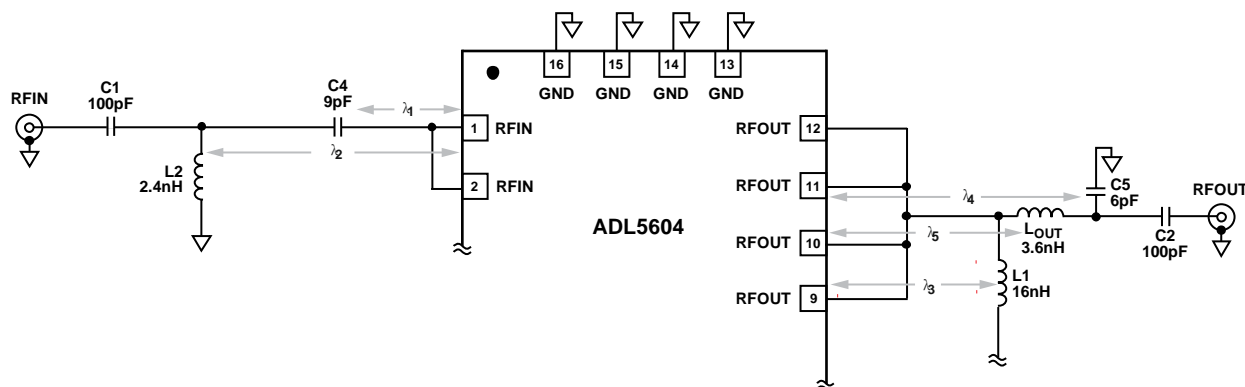 16
15
14
13
GND
GND
GND
GND
RFIN
C1
100pF
C4
9pF
λ1
1
RFIN
λ2
L2
2.4nH
2
RFIN
ADL5604
RFOUT
12
RFOUT
11
RFOUT
10
RFOUT
9
λ4
λ5
λ3
LOUT
3.6nH
L1
16nH
C5
6pF
RFOUT
C2
100pF